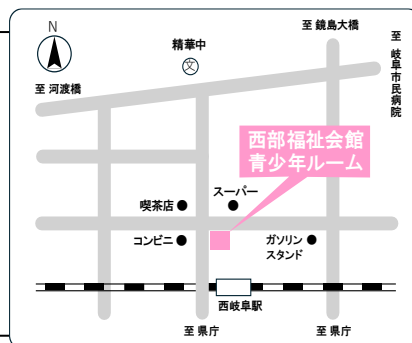 N
精華中
文
至 鏡島大橋
至 岐阜市民病院
至 河渡橋
西部福祉会館
青少年ルーム
喫茶店
スーパー
コンビニ
ガソリン
スタンド
西岐阜駅
至 県庁
至 県庁